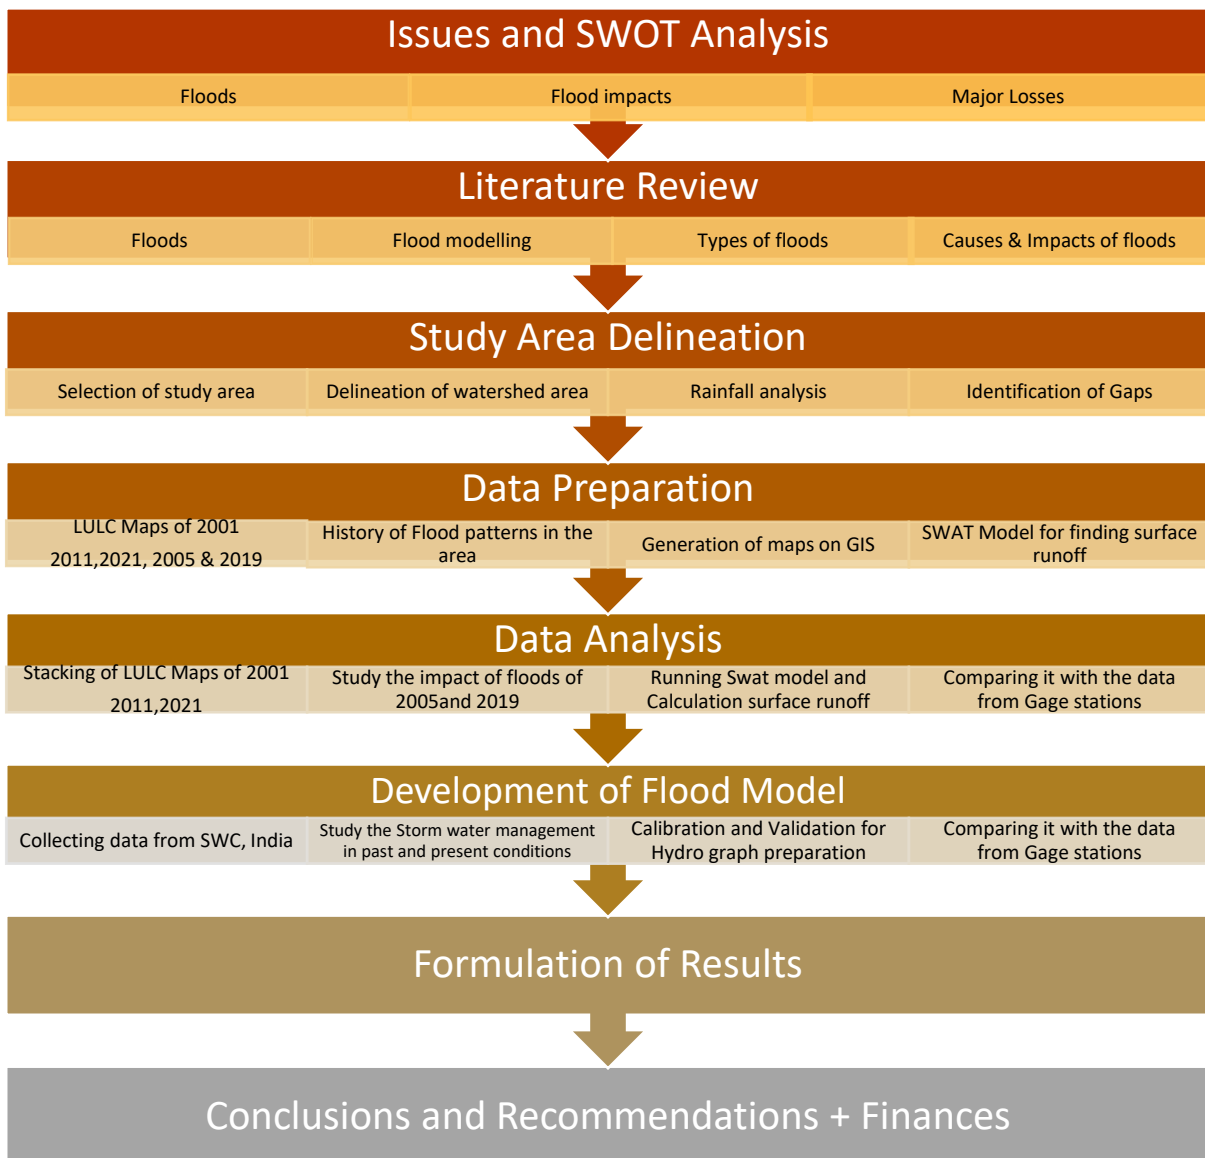 Issues and SWOT Analysis
Floods
Flood impacts
Major Losses
Literature Review
Floods
Flood modelling
Types of floods
Causes & Impacts of floods
Study Area Delineation
Selection of study area
Delineation of watershed area
Rainfall analysis
Identification of Gaps
Data Preparation
LULC Maps of 2001
2011,2021, 2005 & 2019
History of Flood patterns in the
area
Generation of maps on GIS
SWAT Model for finding surface
runoff
Data Analysis
Stacking of LULC Maps of 2001
2011,2021
Study the impact of floods of
2005and 2019
Running Swat model and
Calculation surface runoff
Comparing it with the data
from Gage stations
Development of Flood Model
Collecting data from SWC, India
Study the Storm water management
in past and present conditions
Calibration and Validation for
Hydro graph preparation
Comparing it with the data
from Gage stations
Formulation of Results
Conclusions and Recommendations + Finances